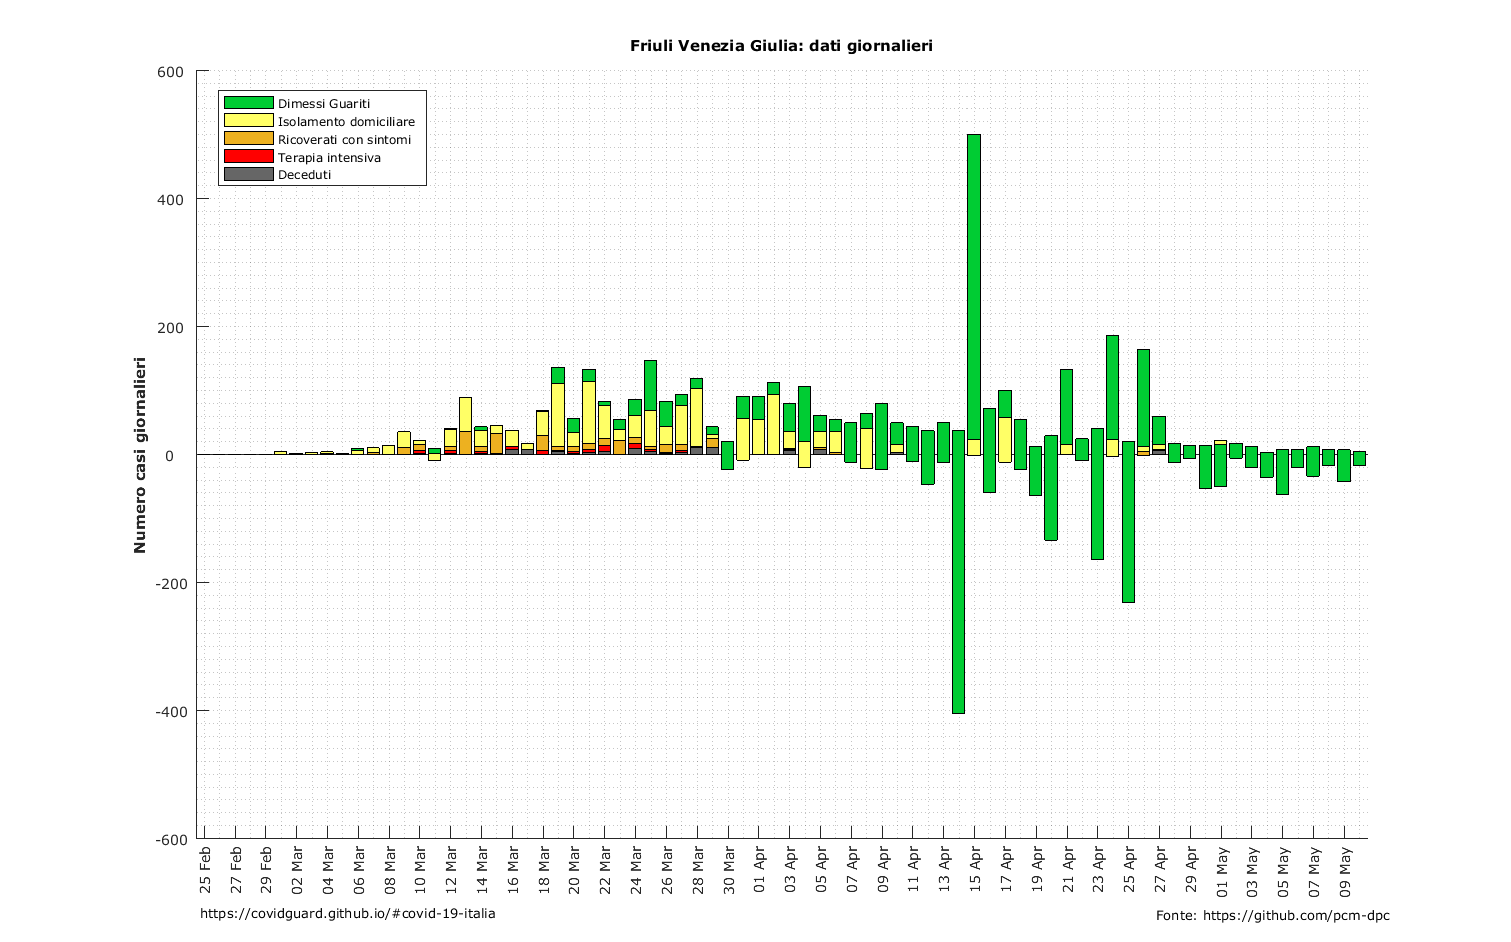 Friuli Venezia Giulia: dati giornalieri
600
400
200
0
-200
-400
-600
Numero casi giornalieri
Dimessi Guariti
Isolamento domiciliare
Ricoverati con sintomi
Terapia intensiva
Deceduti
25 Feb
27 Feb
29 Feb
02 Mar
04 Mar
06 Mar
08 Mar
10 Mar
12 Mar
14 Mar
16 Mar
18 Mar
20 Mar
22 Mar
24 Mar
26 Mar
28 Mar
30 Mar
01 Apr
03 Apr
05 Apr
07 Apr
09 Apr
11 Apr
13 Apr
15 Apr
17 Apr
19 Apr
21 Apr
23 Apr
25 Apr
27 Apr
29 Apr
01 May
03 May
05 May
07 May
09 May
https://covidguard.github.io/#covid-19-italia
Fonte: https://github.com/pcm-dpc